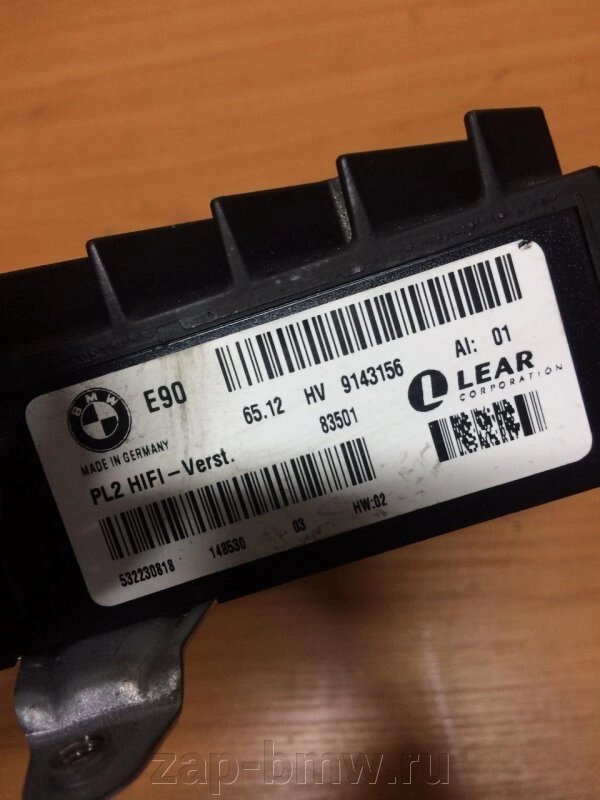 BMW
E90
65.12 HV 9143156 AI: 01
83501
LEAR
CORPORATION
MADE IN GERMANY
PL2 HIFI-Verst.
532230818 148530 03 HW:02
zap-bmw.ru